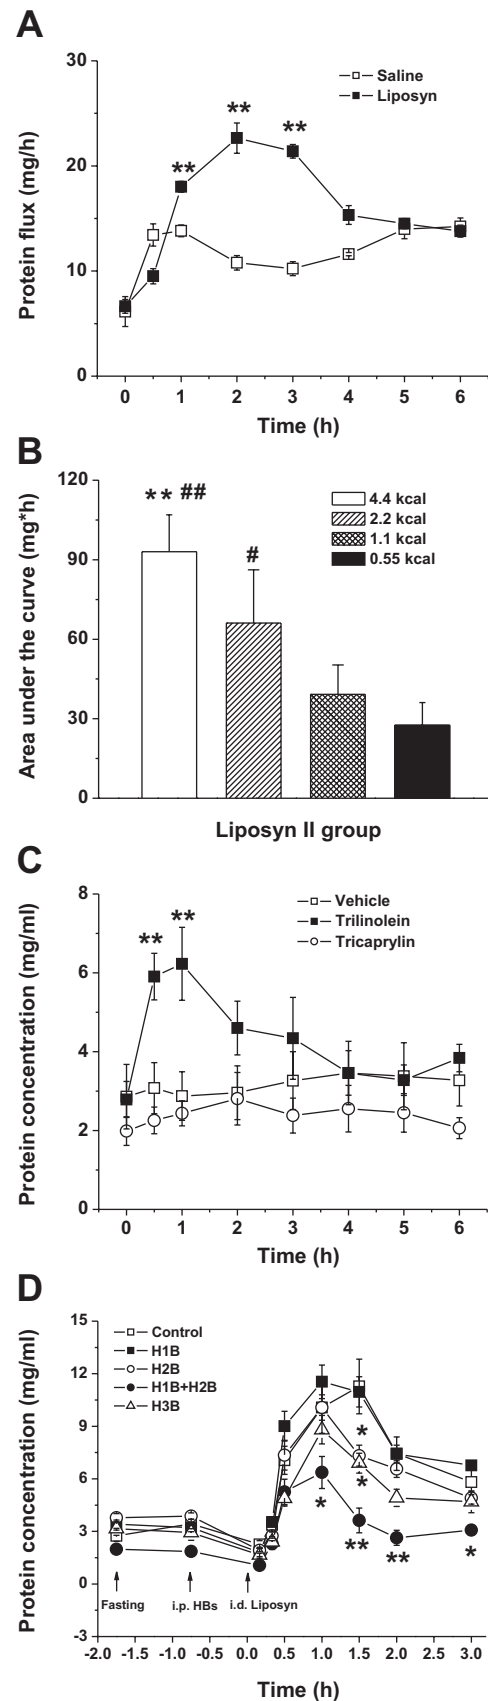 A
30
Saline
Liposyn
**
**
**
20
Protein flux (mg/h)
10
0
0 1 2 3 4 5 6
Time (h)
B
120
** ##
4.4 kcal
2.2 kcal
1.1 kcal
0.55 kcal
#
90
Area under the curve (mg*h)
60
30
0
Liposyn II group
C
8
Vehicle
Trilinolein
Tricaprylin
**
**
6
Protein concentration (mg/ml)
4
2
0
0 1 2 3 4 5 6
Time (h)
D
15
Control
H1B
H2B
H1B+H2B
H3B
12
9
Protein concentration (mg/ml)
*
6
*
*
3
**
**
*
0
Fasting i.p. HBs i.d. Liposyn
-3
-2.0 -1.5 -1.0 -0.5 0.0 0.5 1.0 1.5 2.0 2.5 3.0
Time (h)